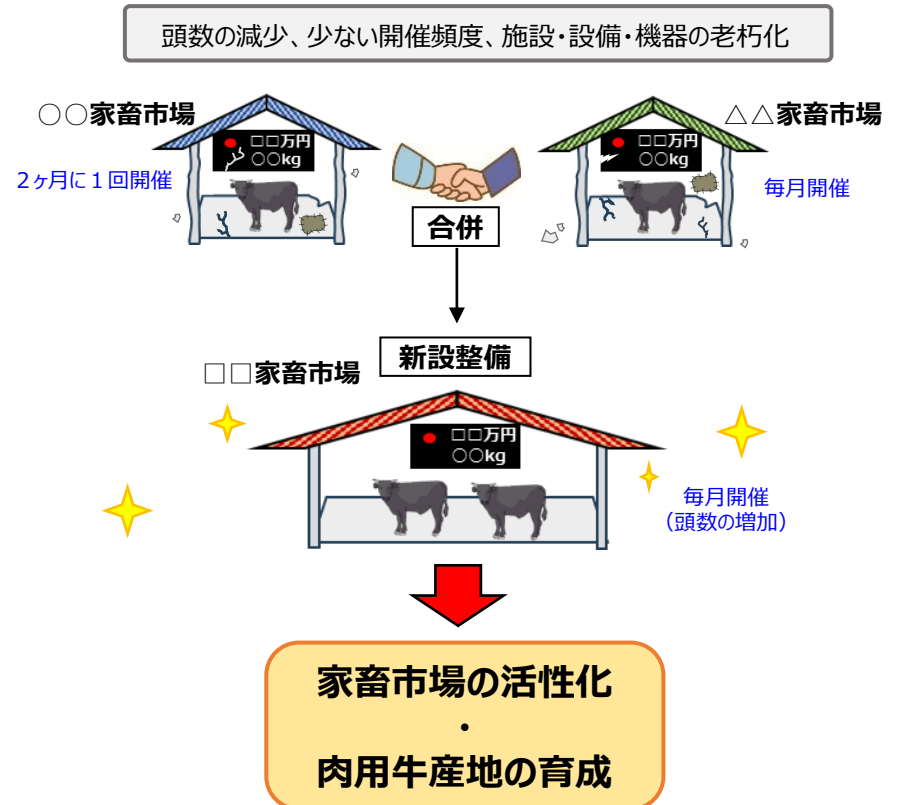 頭数の減少、少ない開催頻度、施設・設備・機器の老朽化
○○家畜市場
△△家畜市場
□□万円
○○kg
□□万円
○○kg
2ヶ月に1回開催
毎月開催
合併
新設整備
□□家畜市場
□□万円
○○kg
毎月開催
（頭数の増加）
家畜市場の活性化
・
肉用牛産地の育成